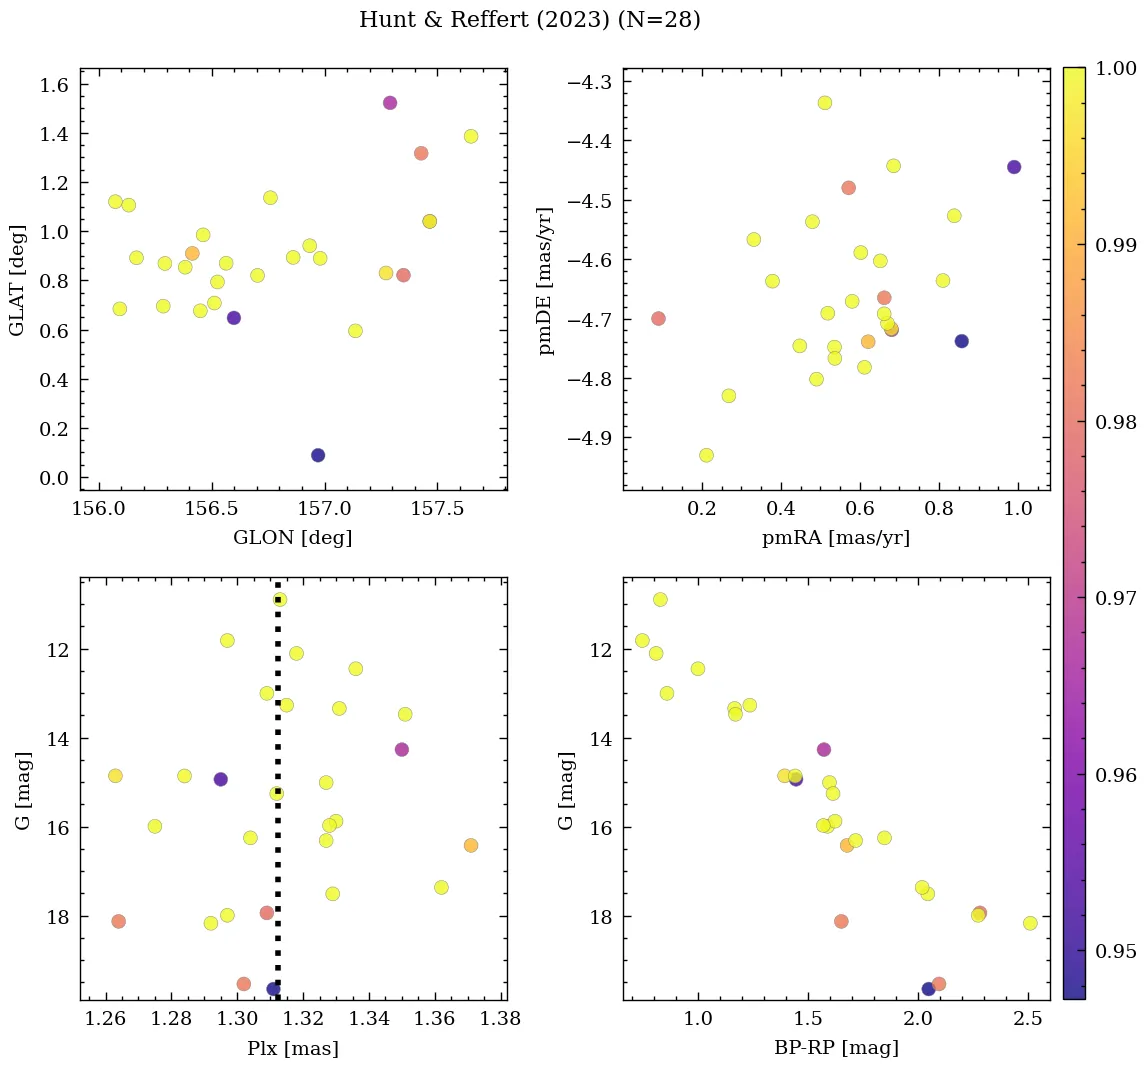 Hunt & Reffert (2023) (N=28)
1.6
1.4
1.2
1.0
0.8
0.6
0.4
0.2
0.0
GLAT [deg]
156.0 156.5 157.0 157.5
GLON [deg]
−4.3
−4.4
−4.5
−4.6
−4.7
−4.8
−4.9
pmDE [mas/yr]
0.2 0.4 0.6 0.8 1.0
pmRA [mas/yr]
12
14
16
18
G [mag]
1.26 1.28 1.30 1.32 1.34 1.36 1.38
Plx [mas]
12
14
16
18
G [mag]
1.0 1.5 2.0 2.5
BP-RP [mag]
1.00
0.99
0.98
0.97
0.96
0.95